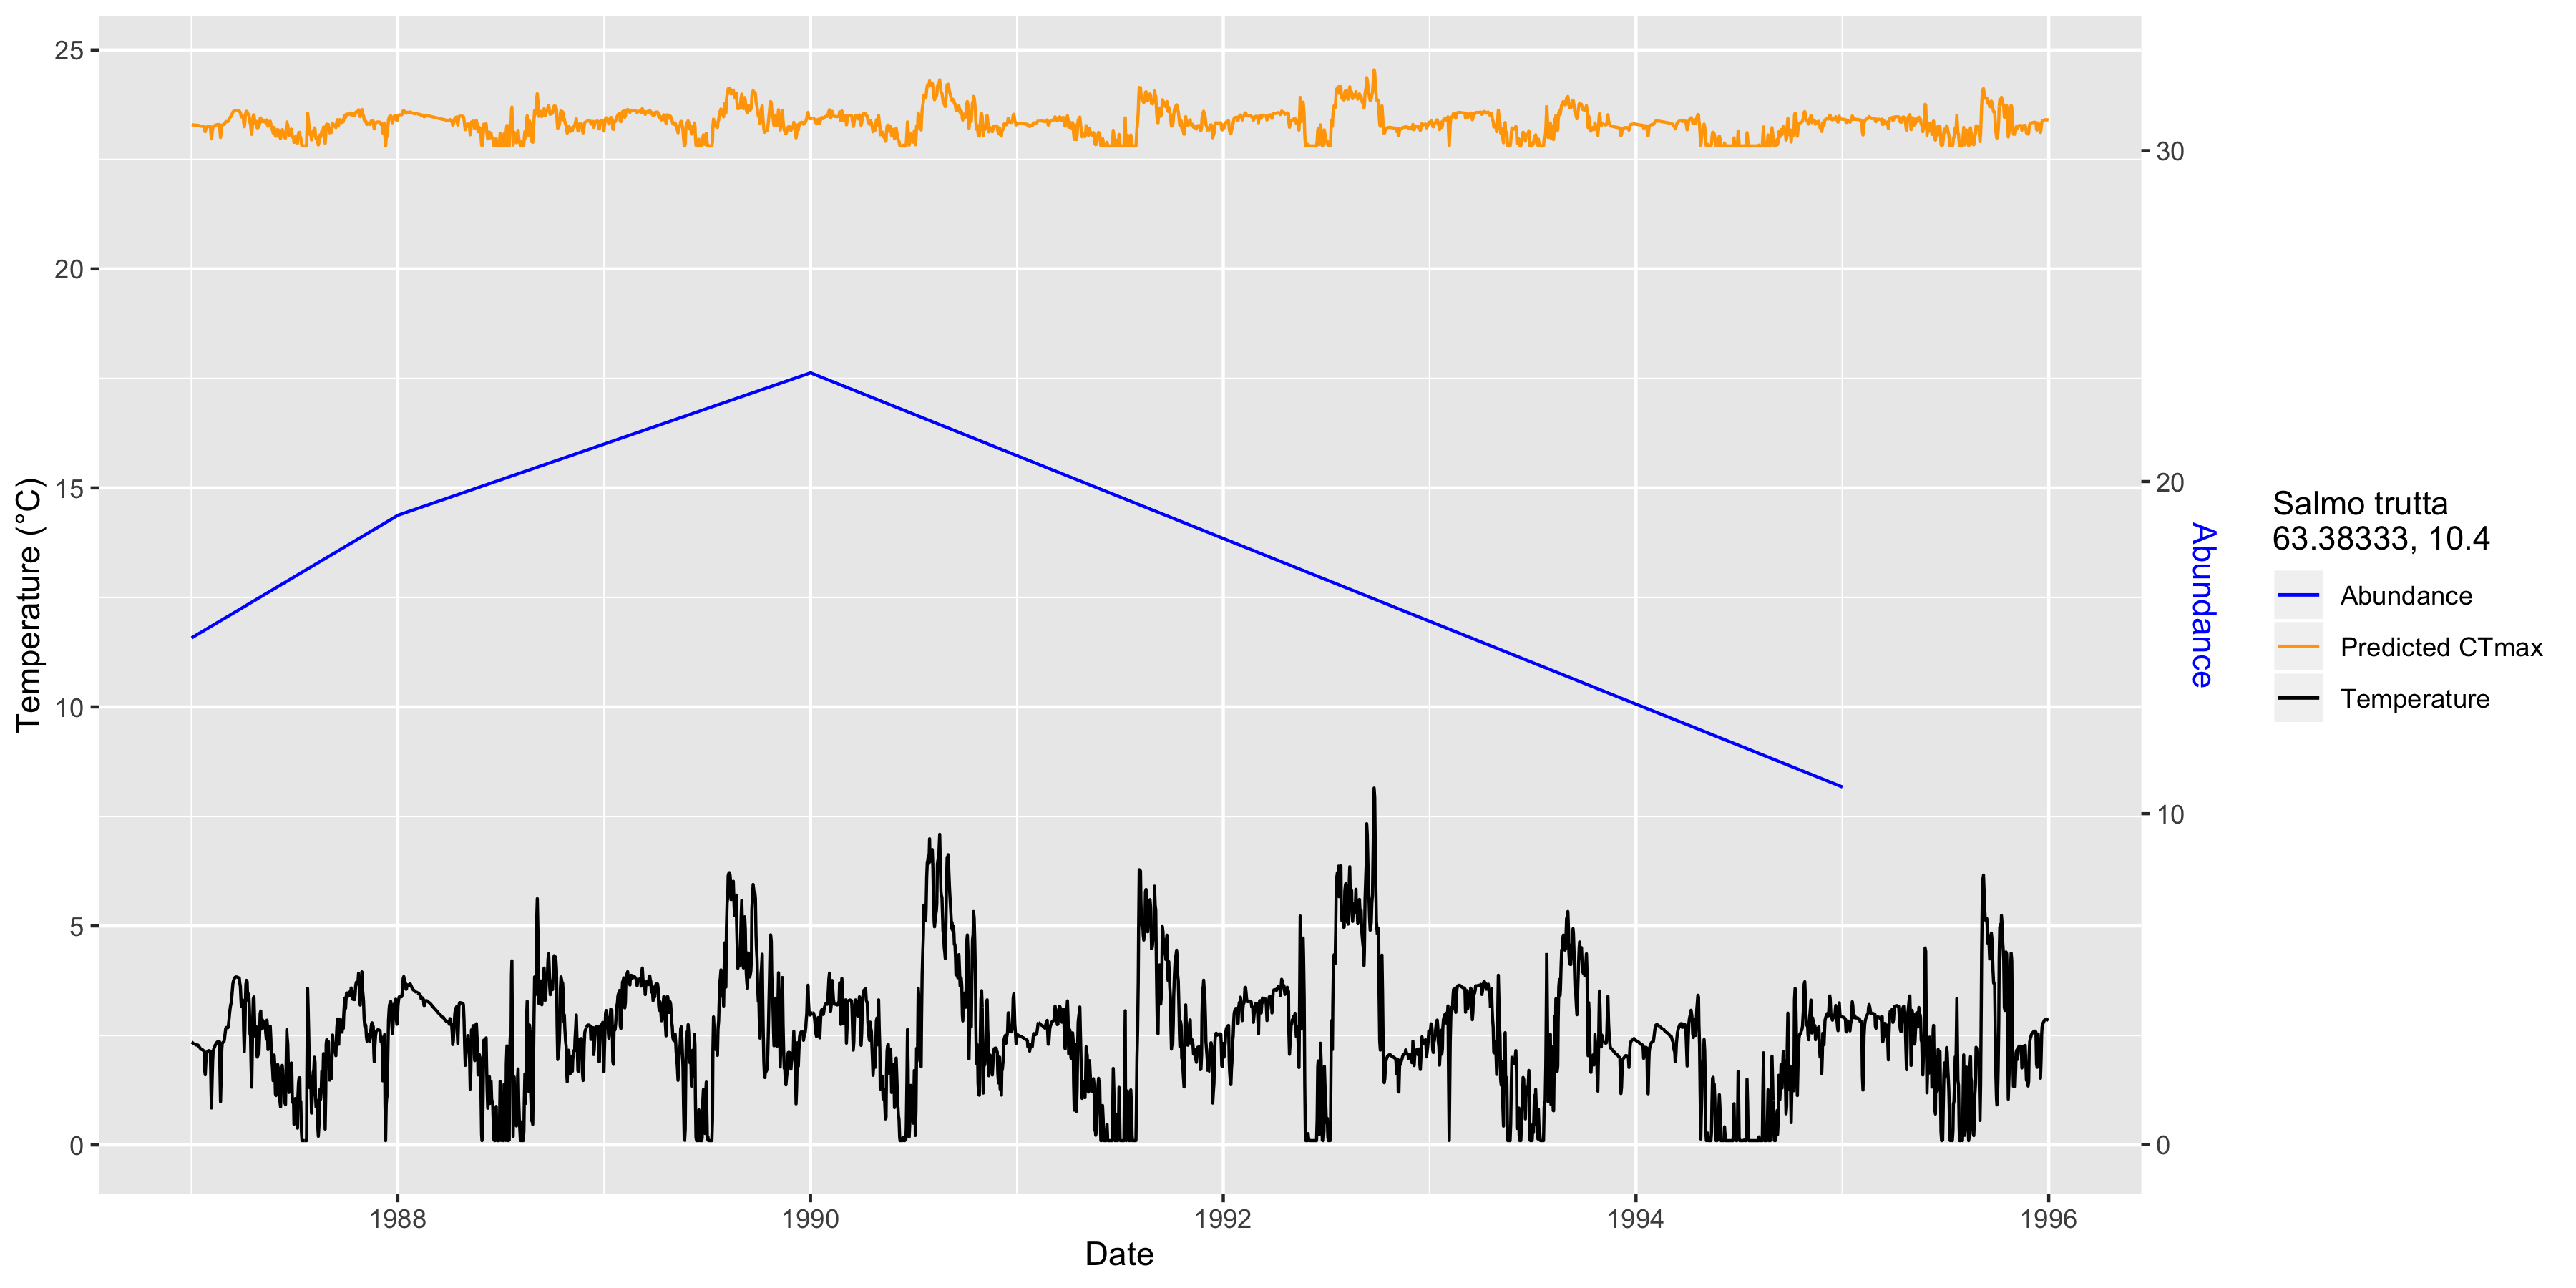 25
20
15
10
5
0
Temperature (°C)
1988
1990
1992
1994
1996
Date
30
20
10
0
Abundance
Salmo trutta
63.38333, 10.4
Abundance
Predicted CTmax
Temperature